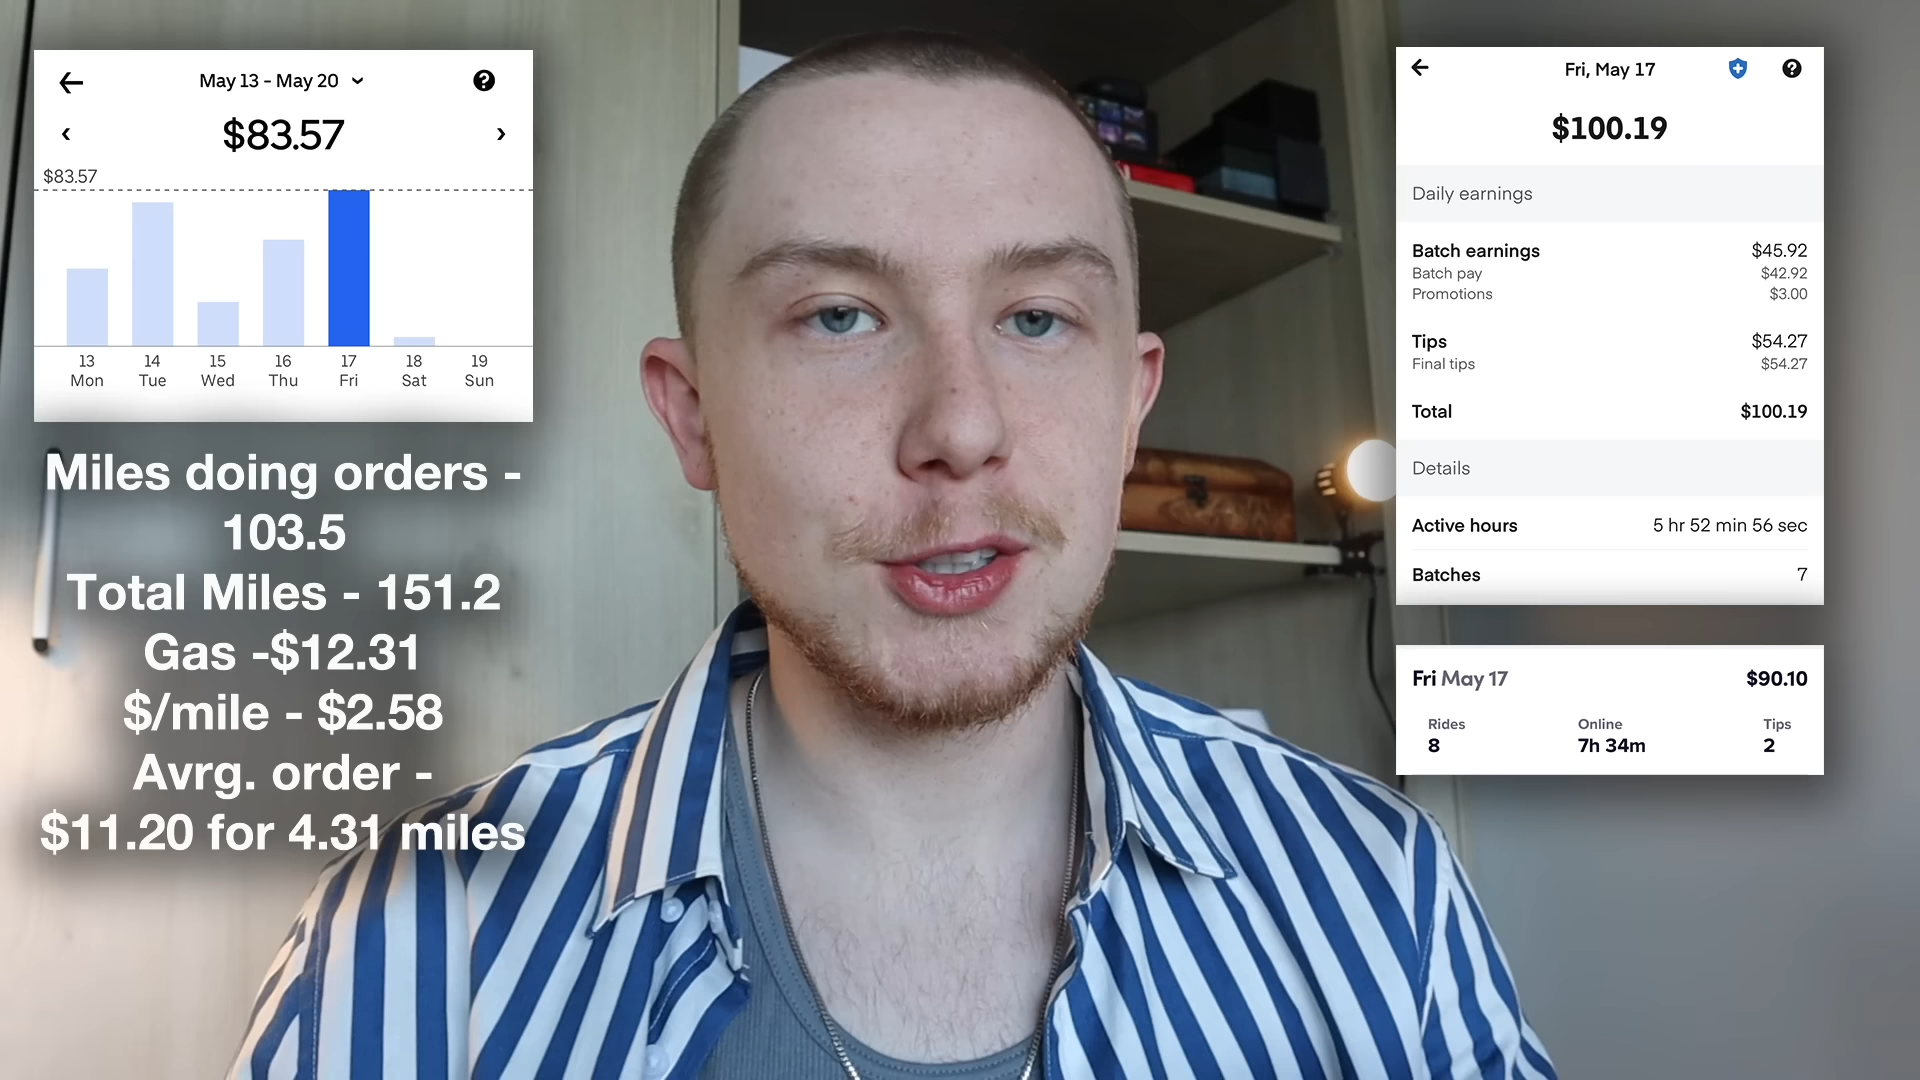 May 13 - May 20
$83.57
$83.57
13 14 15 16 17 18 19
Mon Tue Wed Thu Fri Sat Sun
Miles doing orders -
103.5
Total Miles - 151.2
Gas -$12.31
$/mile - $2.58
Avrg. order -
$11.20 for 4.31 miles
Fri, May 17
$100.19
Daily earnings
Batch earnings $45.92
Batch pay $42.92
Promotions $3.00
Tips $54.27
Final tips $54.27
Total $100.19
Details
Active hours 5 hr 52 min 56 sec
Batches 7
Fri May 17 $90.10
Rides Online Tips
8 7h 34m 2